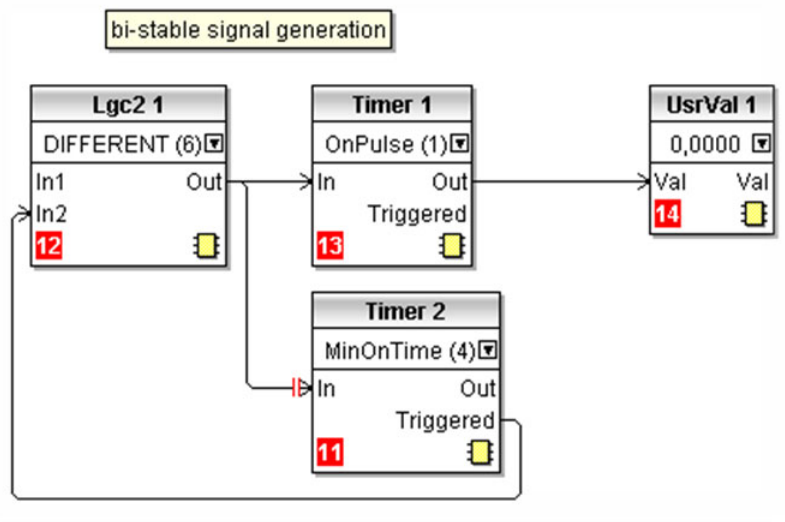 bi-stable signal generation
Lgc2 1
DIFFERENT (6)
In1 Out
In2
12
Timer 1
OnPulse (1)
In Out
Triggered
13
UsrVal 1
0,0000
Val Val
14
Timer 2
MinOnTime (4)
In Out
Triggered
11